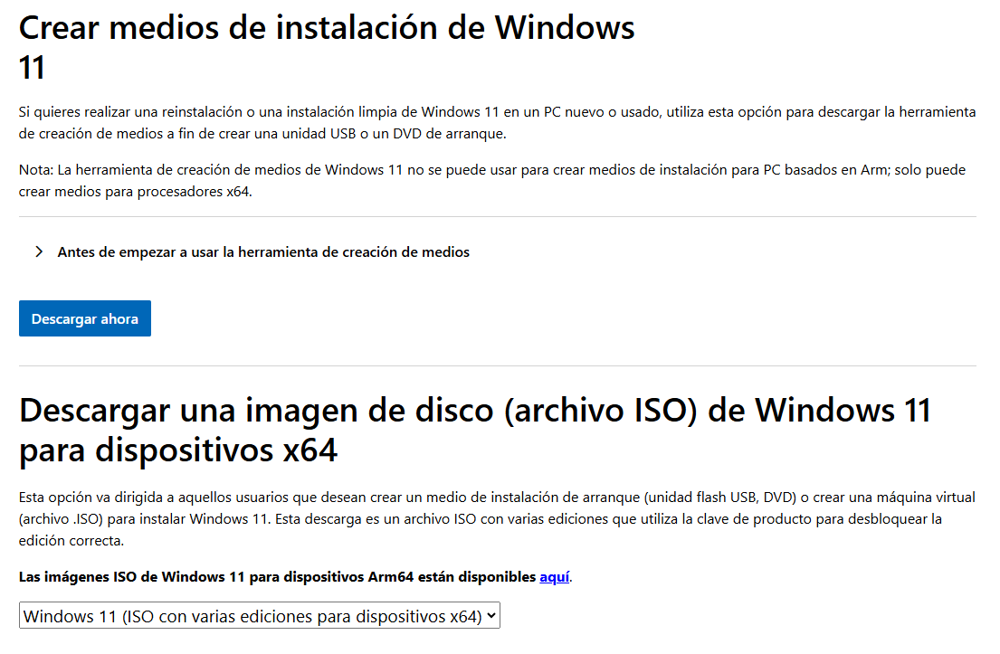 Crear medios de instalación de Windows
11
Si quieres realizar una reinstalación o una instalación limpia de Windows 11 en un PC nuevo o usado, utiliza esta opción para descargar la herramienta
de creación de medios a fin de crear una unidad USB o un DVD de arranque.
Nota: La herramienta de creación de medios de Windows 11 no se puede usar para crear medios de instalación para PC basados en Arm; solo puede
crear medios para procesadores x64.
Antes de empezar a usar la herramienta de creación de medios
Descargar ahora
Descargar una imagen de disco (archivo ISO) de Windows 11
para dispositivos x64
Esta opción va dirigida a aquellos usuarios que desean crear un medio de instalación de arranque (unidad flash USB, DVD) o crear una máquina virtual
(archivo .ISO) para instalar Windows 11. Esta descarga es un archivo ISO con varias ediciones que utiliza la clave de producto para desbloquear la
edición correcta.
Las imágenes ISO de Windows 11 para dispositivos Arm64 están disponibles aquí.
Windows 11 (ISO con varias ediciones para dispositivos x64)